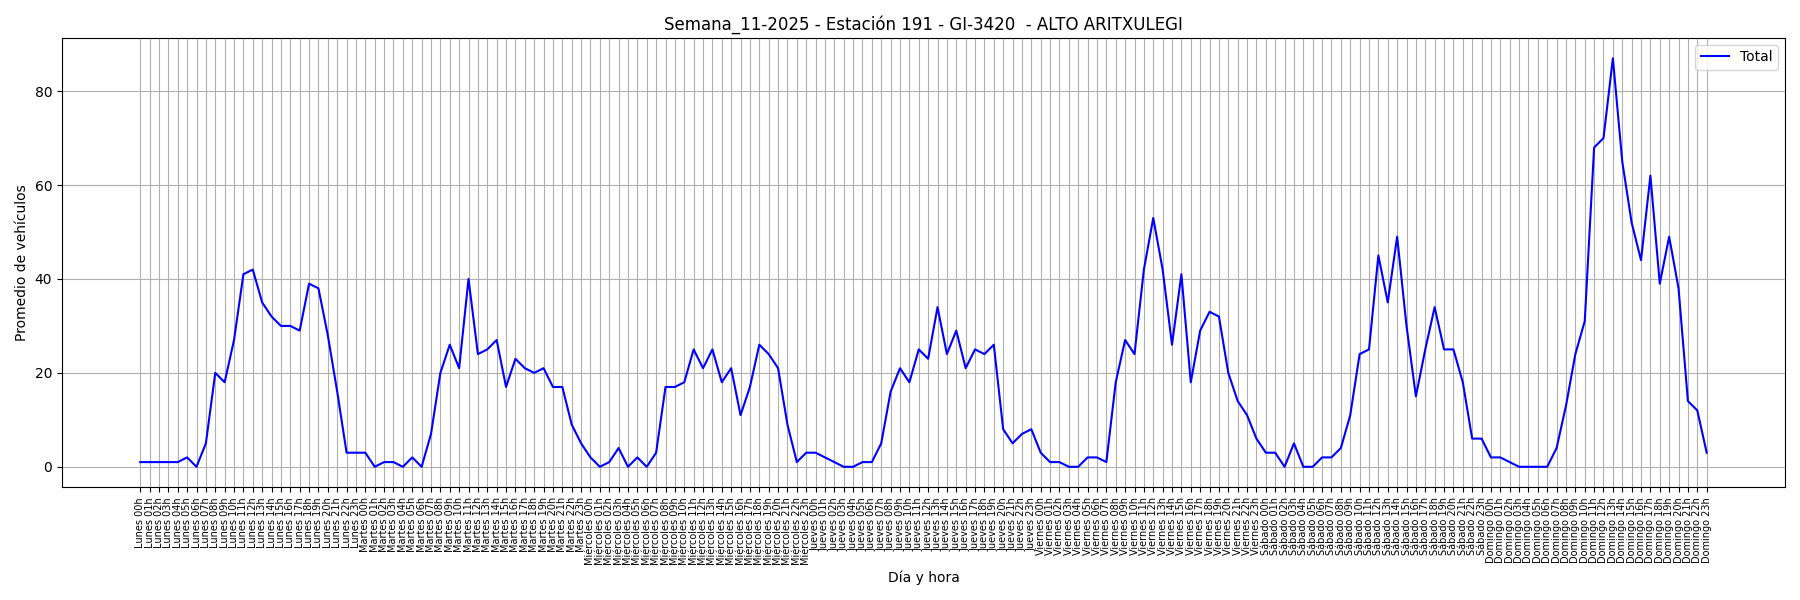 Semana_11-2025 - Estación 191 - GI-3420  - ALTO ARITXULEGI
Total
Promedio de vehículos
80
60
40
20
0
Lunes 00h
Lunes 01h
Lunes 02h
Lunes 03h
Lunes 04h
Lunes 05h
Lunes 06h
Lunes 07h
Lunes 08h
Lunes 09h
Lunes 10h
Lunes 11h
Lunes 12h
Lunes 13h
Lunes 14h
Lunes 15h
Lunes 16h
Lunes 17h
Lunes 18h
Lunes 19h
Lunes 20h
Lunes 21h
Lunes 22h
Lunes 23h
Martes 00h
Martes 01h
Martes 02h
Martes 03h
Martes 04h
Martes 05h
Martes 06h
Martes 07h
Martes 08h
Martes 09h
Martes 10h
Martes 11h
Martes 12h
Martes 13h
Martes 14h
Martes 15h
Martes 16h
Martes 17h
Martes 18h
Martes 19h
Martes 20h
Martes 21h
Martes 22h
Martes 23h
Miércoles 00h
Miércoles 01h
Miércoles 02h
Miércoles 03h
Miércoles 04h
Miércoles 05h
Miércoles 06h
Miércoles 07h
Miércoles 08h
Miércoles 09h
Miércoles 10h
Miércoles 11h
Miércoles 12h
Miércoles 13h
Miércoles 14h
Miércoles 15h
Miércoles 16h
Miércoles 17h
Miércoles 18h
Miércoles 19h
Miércoles 20h
Miércoles 21h
Miércoles 22h
Miércoles 23h
Jueves 00h
Jueves 01h
Jueves 02h
Jueves 03h
Jueves 04h
Jueves 05h
Jueves 06h
Jueves 07h
Jueves 08h
Jueves 09h
Jueves 10h
Jueves 11h
Jueves 12h
Jueves 13h
Jueves 14h
Jueves 15h
Jueves 16h
Jueves 17h
Jueves 18h
Jueves 19h
Jueves 20h
Jueves 21h
Jueves 22h
Jueves 23h
Viernes 00h
Viernes 01h
Viernes 02h
Viernes 03h
Viernes 04h
Viernes 05h
Viernes 06h
Viernes 07h
Viernes 08h
Viernes 09h
Viernes 10h
Viernes 11h
Viernes 12h
Viernes 13h
Viernes 14h
Viernes 15h
Viernes 16h
Viernes 17h
Viernes 18h
Viernes 19h
Viernes 20h
Viernes 21h
Viernes 22h
Viernes 23h
Sábado 00h
Sábado 01h
Sábado 02h
Sábado 03h
Sábado 04h
Sábado 05h
Sábado 06h
Sábado 07h
Sábado 08h
Sábado 09h
Sábado 10h
Sábado 11h
Sábado 12h
Sábado 13h
Sábado 14h
Sábado 15h
Sábado 16h
Sábado 17h
Sábado 18h
Sábado 19h
Sábado 20h
Sábado 21h
Sábado 22h
Sábado 23h
Domingo 00h
Domingo 01h
Domingo 02h
Domingo 03h
Domingo 04h
Domingo 05h
Domingo 06h
Domingo 07h
Domingo 08h
Domingo 09h
Domingo 10h
Domingo 11h
Domingo 12h
Domingo 13h
Domingo 14h
Domingo 15h
Domingo 16h
Domingo 17h
Domingo 18h
Domingo 19h
Domingo 20h
Domingo 21h
Domingo 22h
Domingo 23h
Día y hora